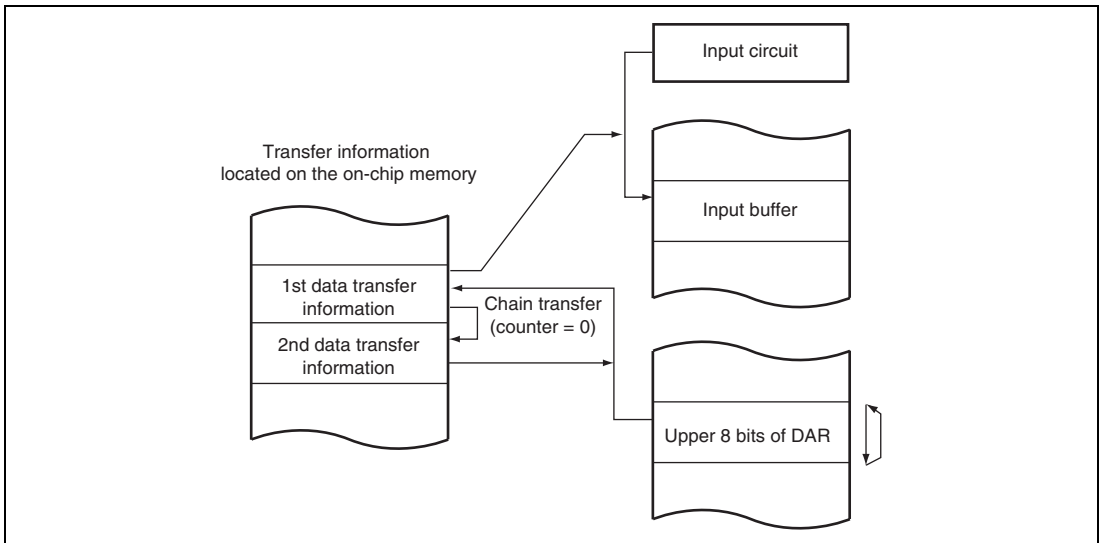 Input circuit
Transfer information
located on the on-chip memory
Input buffer
1st data transfer
information
Chain transfer
(counter = 0)
2nd data transfer
information
Upper 8 bits of DAR